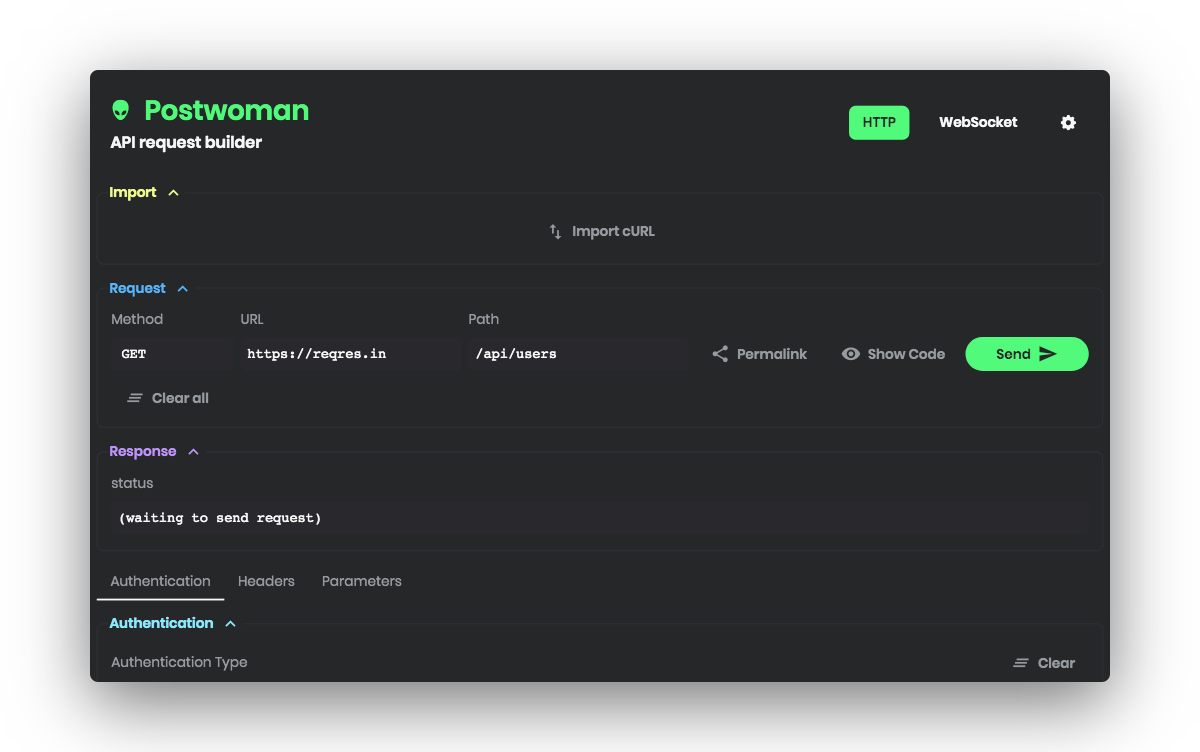 Postwoman
API request builder
HTTP
WebSocket
Import
Import cURL
Request
Method
URL
Path
GET
https://reqres.in
/api/users
Permalink
Show Code
Send
Clear all
Response
status
(waiting to send request)
Authentication
Headers
Parameters
Authentication
Authentication Type
Clear